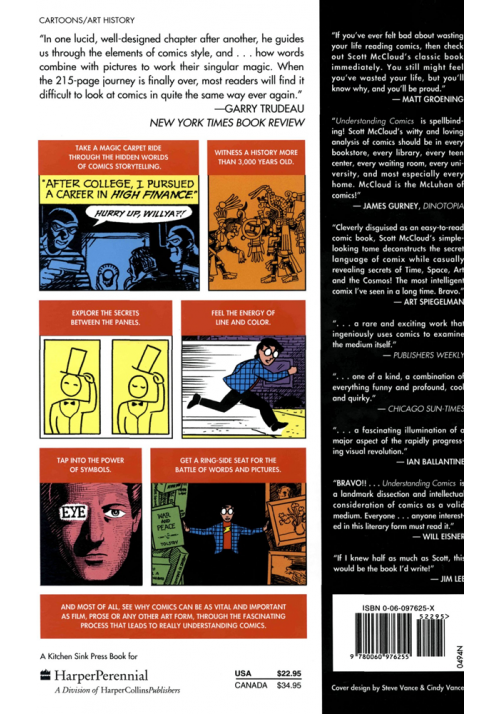 CARTOONS/ART HISTORY
“In one lucid, well-designed chapter after another, he guides
us through the elements of comics style, and . . . how words
combine with pictures to work their singular magic. When
the 215-page journey is finally over, most readers will find it
difficult to look at comics in quite the same way ever again.”
—GARRY TRUDEAU
NEW YORK TIMES BOOK REVIEW
TAKE A MAGIC CARPET RIDE
THROUGH THE HIDDEN WORLDS
OF COMICS STORYTELLING.
"AFTER COLLEGE, I PURSUED
A CAREER IN HIGH FINANCE."
HURRY UP, WILLYA?!
WITNESS A HISTORY MORE
THAN 3,000 YEARS OLD.
EXPLORE THE SECRETS
BETWEEN THE PANELS.
FEEL THE ENERGY OF
LINE AND COLOR.
TAP INTO THE POWER
OF SYMBOLS.
EYE
GET A RING-SIDE SEAT FOR THE
BATTLE OF WORDS AND PICTURES.
WAR
AND
PEACE
TOLSTOY
AND MOST OF ALL, SEE WHY COMICS CAN BE AS VITAL AND IMPORTANT
AS FILM, PROSE OR ANY OTHER ART FORM, THROUGH THE FASCINATING
PROCESS THAT LEADS TO REALLY UNDERSTANDING COMICS.
A Kitchen Sink Press Book for
HarperPerennial
A Division of HarperCollinsPublishers
USA $22.95
CANADA $34.95
“If you’ve ever felt bad about wasting
your life reading comics, then check
out Scott McCloud’s classic book
immediately. You still might feel
you’ve wasted your life, but you’ll
know why, and you’ll be proud.”
— MATT GROENING
“Understanding Comics is spellbind-
ing! Scott McCloud’s witty and loving
analysis of comics should be in every
bookstore, every library, every teen
center, every waiting room, every uni-
versity, and most especially every
home. McCloud is the McLuhan of
comics!”
— JAMES GURNEY, DINOTOPIA
“Cleverly disguised as an easy-to-read
comic book, Scott McCloud’s simple-
looking tome deconstructs the secret
language of comix while casually
revealing secrets of Time, Space, Art
and the Cosmos! The most intelligent
comix I’ve seen in a long time. Bravo.”
— ART SPIEGELMAN
“. . . a rare and exciting work that
ingeniously uses comics to examine
the medium itself.”
— PUBLISHERS WEEKLY
“. . . one of a kind, a combination of
everything funny and profound, cool
and quirky.”
— CHICAGO SUN-TIMES
“. . . a fascinating illumination of a
major aspect of the rapidly progress-
ing visual revolution.”
— IAN BALLANTINE
“BRAVO!! . . . Understanding Comics is
a landmark dissection and intellectual
consideration of comics as a valid
medium. Everyone . . . anyone interest-
ed in this literary form must read it.”
— WILL EISNER
“If I knew half as much as Scott, this
would be the book I’d write!”
— JIM LEE
ISBN 0-06-097625-X
52295>
9 780060 976255
0494N
Cover design by Steve Vance & Cindy Vance